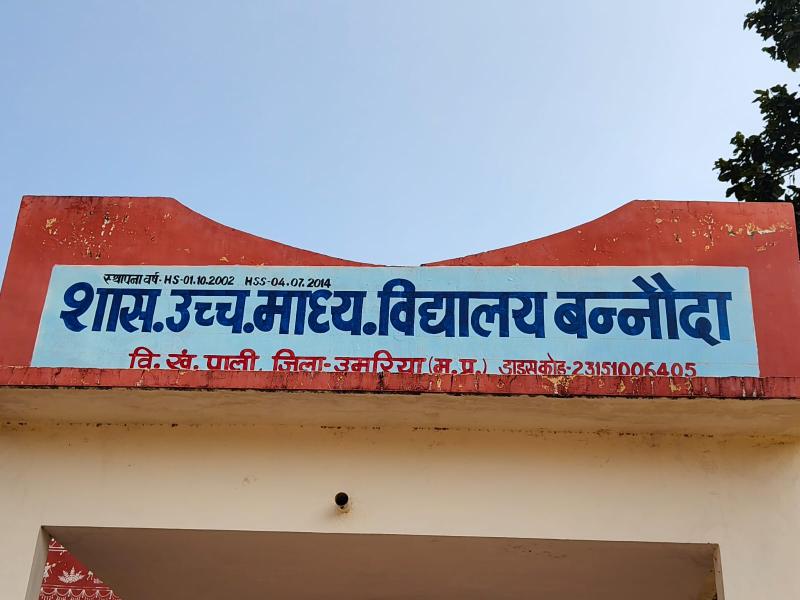 स्थापना वर्ष- HS-01.10.2002 HSS-04.07.2014
शास.उच्च.माध्य.विद्यालय बन्नौदा
वि. खं. पाली, जिला-उमरिया (म.प्र.) डाइसकोड-23151006405